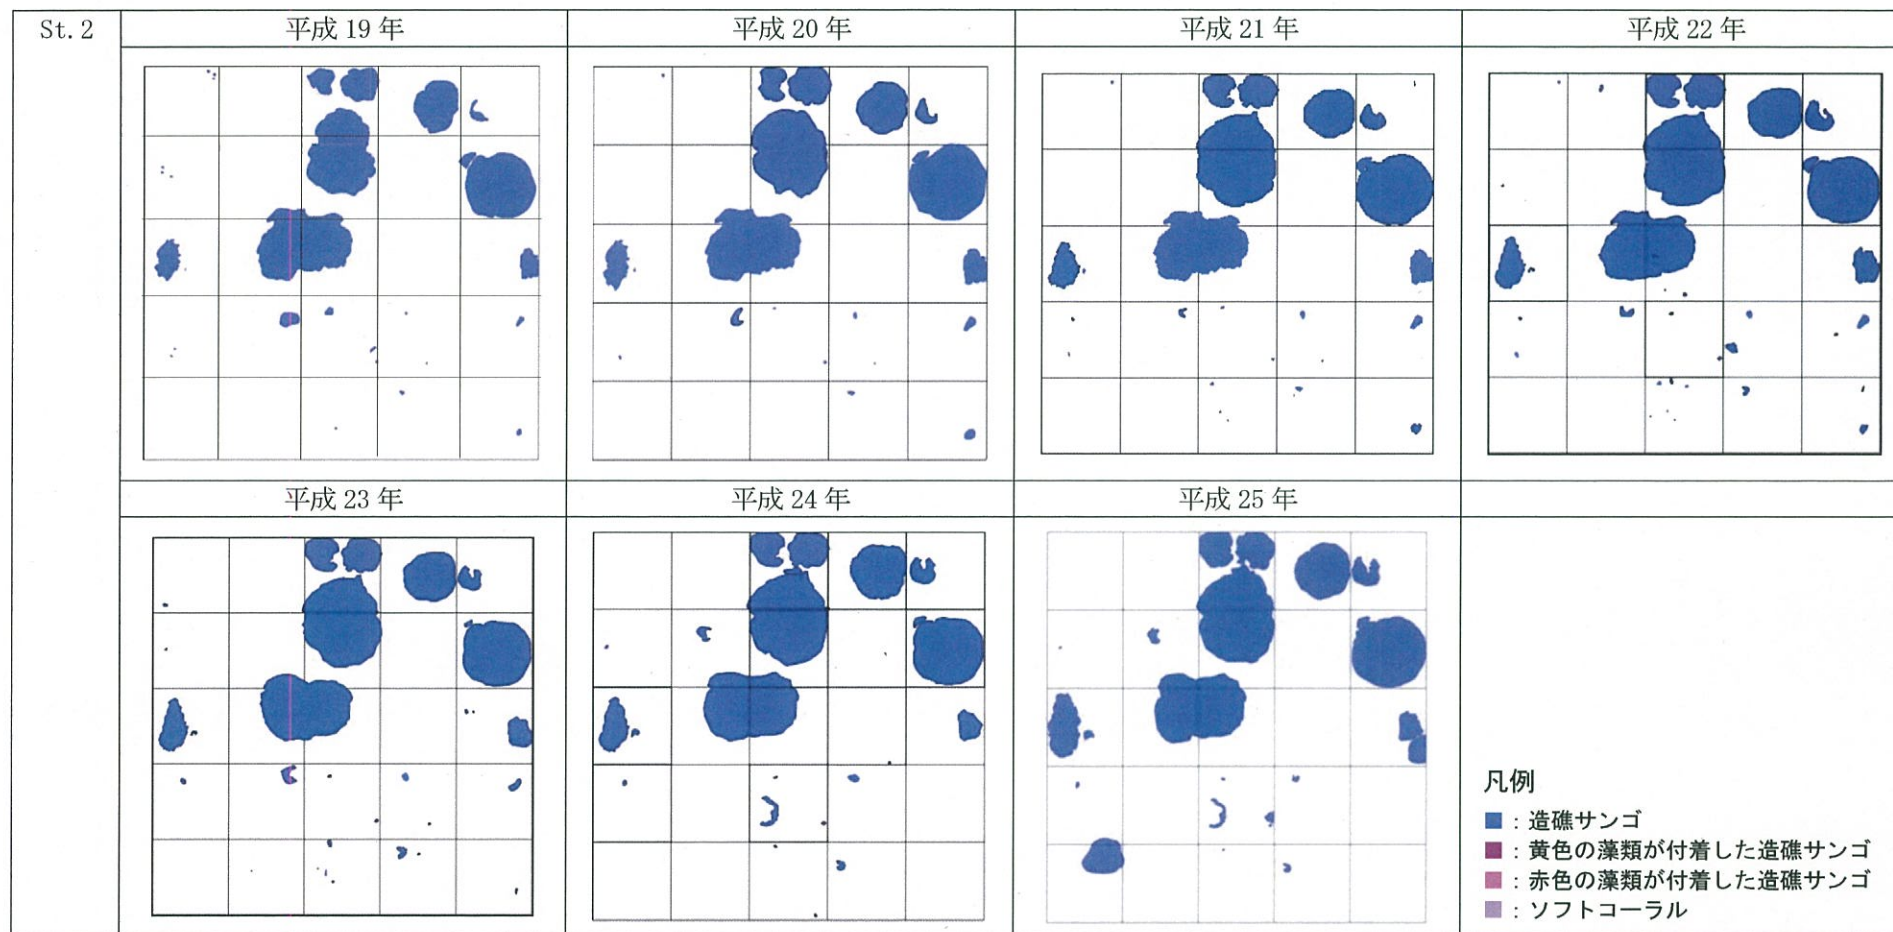 St. 2
平成 19 年
平成 20 年
平成 21 年
平成 22 年
平成 23 年
平成 24 年
平成 25 年
凡例
■：造礁サンゴ
■：黄色の藻類が付着した造礁サンゴ
■：赤色の藻類が付着した造礁サンゴ
■：ソフトコーラル